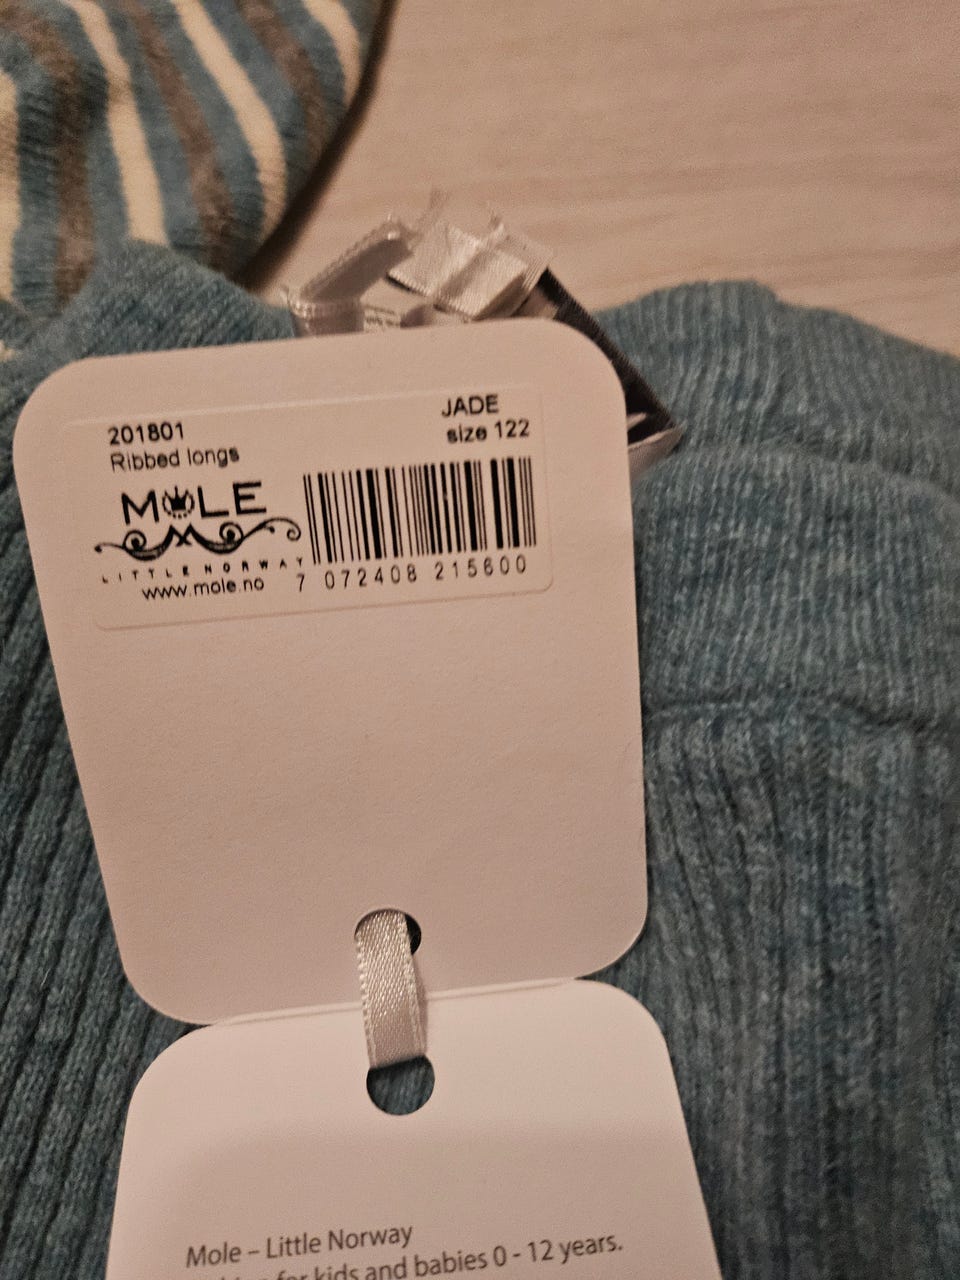 201801
Ribbed longs
JADE
size 122
MOLE
LITTLE NORWAY
www.mole.no
7 072408 215600
Mole – Little Norway
for kids and babies 0 - 12 years.